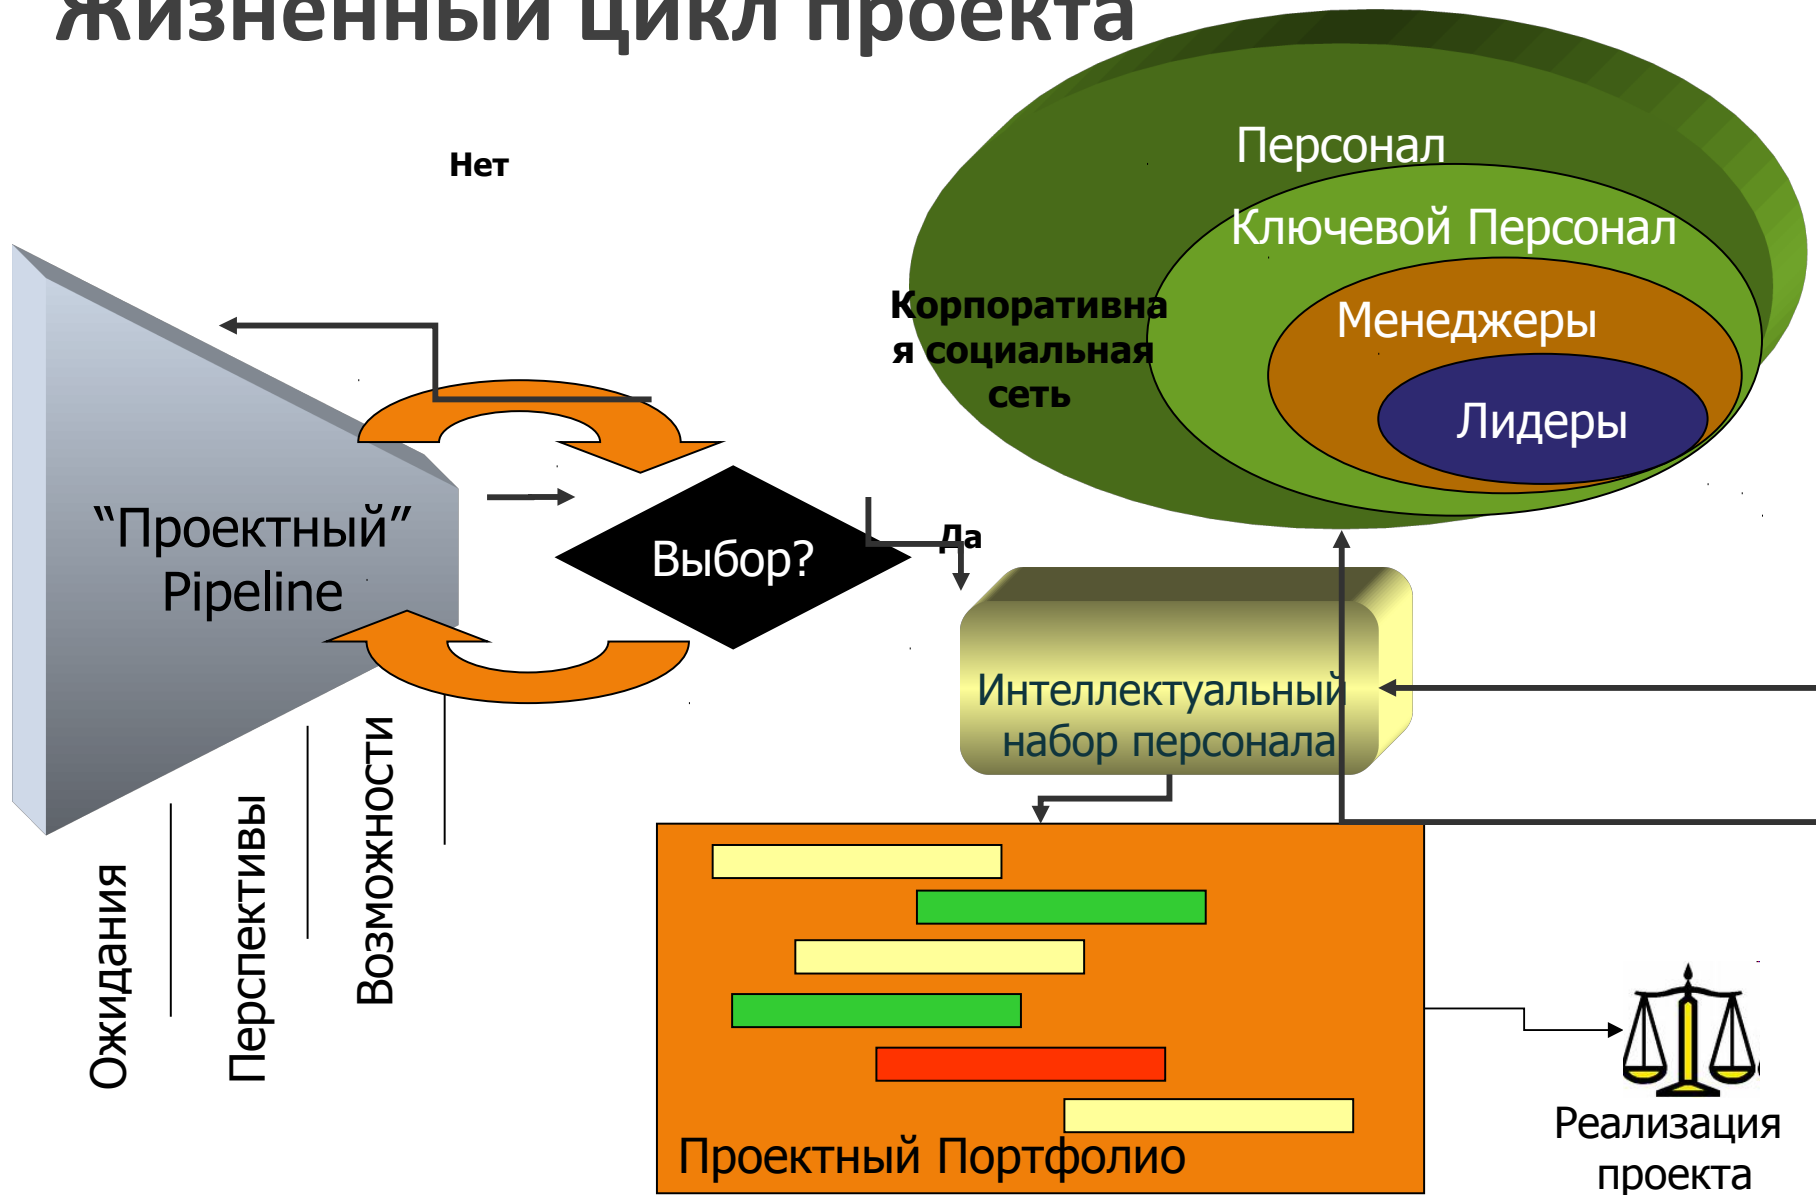 Жизненный цикл проекта
Нет
Персонал
Ключевой Персонал
Менеджеры
Лидеры
Корпоративна
я социальная
сеть
“Проектный”
Pipeline
Выбор?
Да
Интеллектуальный
набор персонала
Ожидания
Перспективы
Возможности
Проектный Портфолио
Реализация
проекта